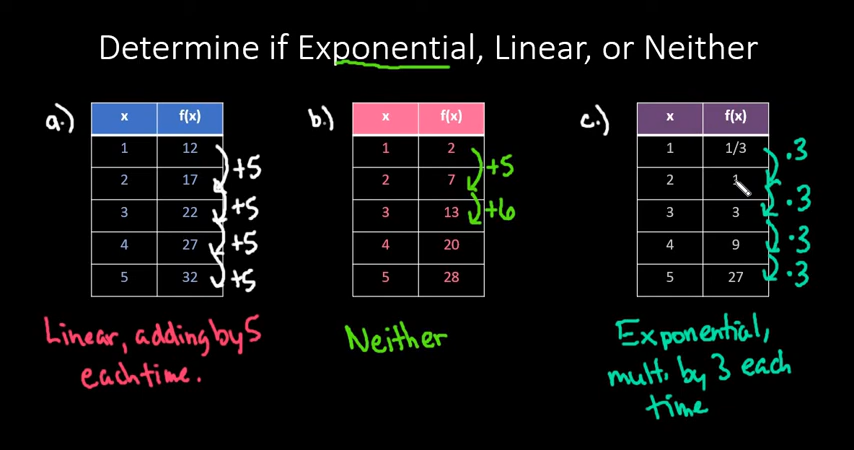 Determine if Exponential, Linear, or Neither
a.)
x f(x)
1 12
2 17
3 22
4 27
5 32
+5
+5
+5
+5
Linear, adding by 5
each time.
b.)
x f(x)
1 2
2 7
3 13
4 20
5 28
+5
+6
Neither
c.)
x f(x)
1 1/3
2 1
3 3
4 9
5 27
·3
·3
·3
·3
Exponential,
mult. by 3 each
time